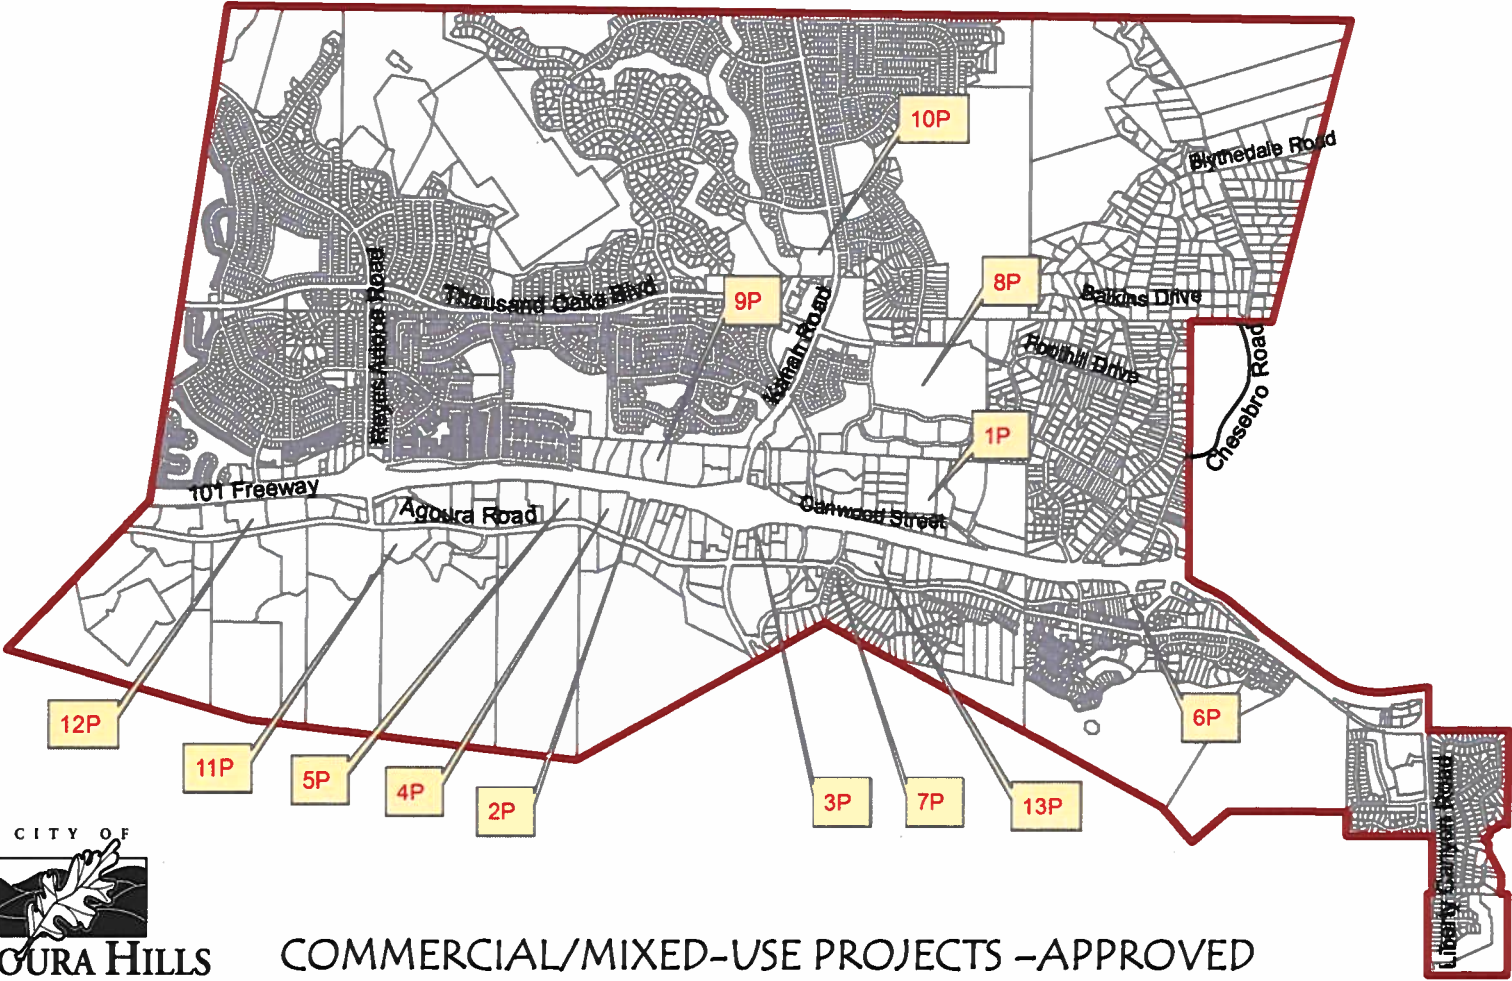 10P
Blythedale Road
Reyes Adobe Road
Thousand Oaks Blvd
9P
Kanan Road
8P
Balkins Drive
Foothill Drive
Chesebro Road
1P
101 Freeway
Agoura Road
Canwood Street
12P
11P
5P
4P
2P
3P
7P
13P
6P
Liberty Canyon Road
CITY OF
OURA HILLS
COMMERCIAL/MIXED-USE PROJECTS -APPROVED